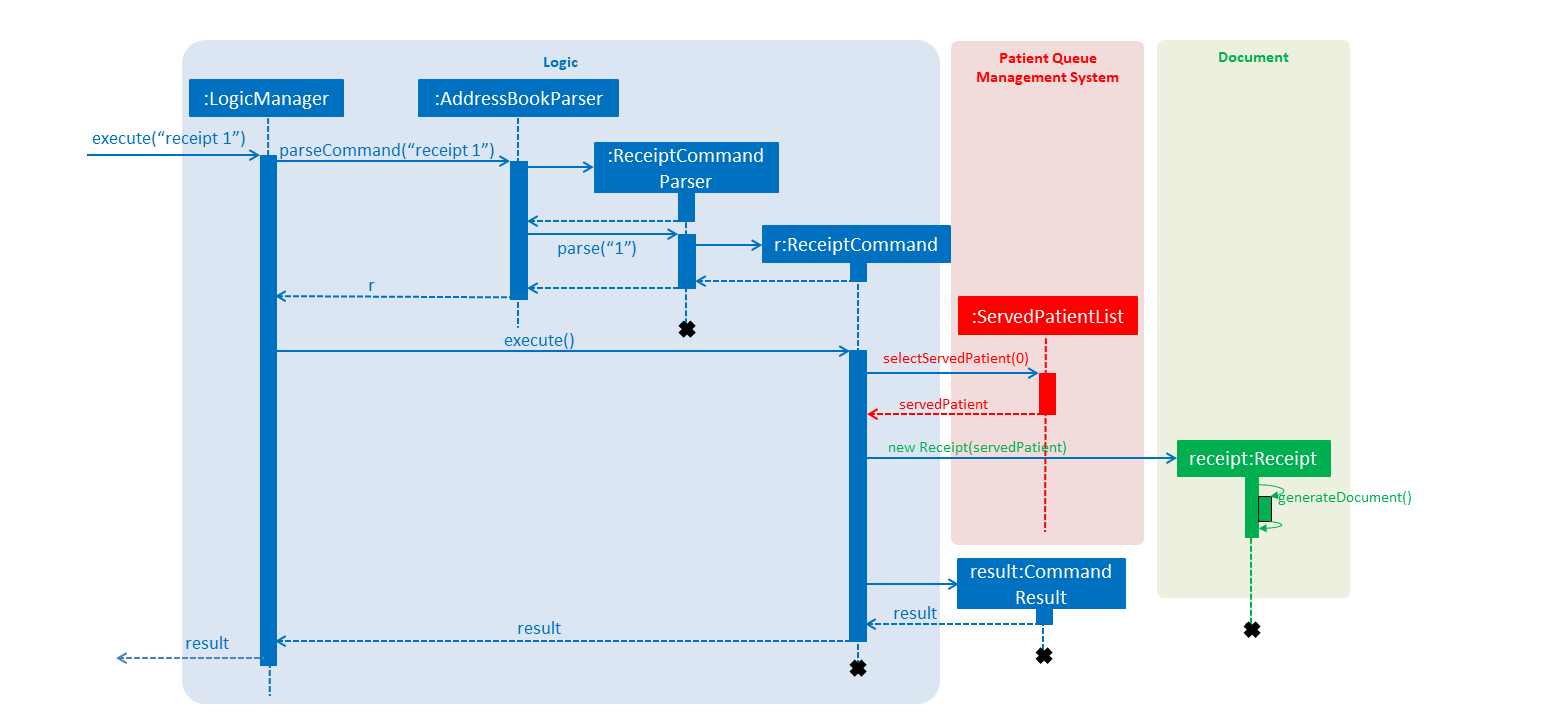 Logic
Patient Queue
Management System
Document
:LogicManager
:AddressBookParser
execute(“receipt 1”)
parseCommand(“receipt 1”)
:ReceiptCommand
Parser
parse(“1”)
r:ReceiptCommand
r
:ServedPatientList
execute()
selectServedPatient(0)
servedPatient
new Receipt(servedPatient)
receipt:Receipt
generateDocument()
result:Command
Result
result
result
result